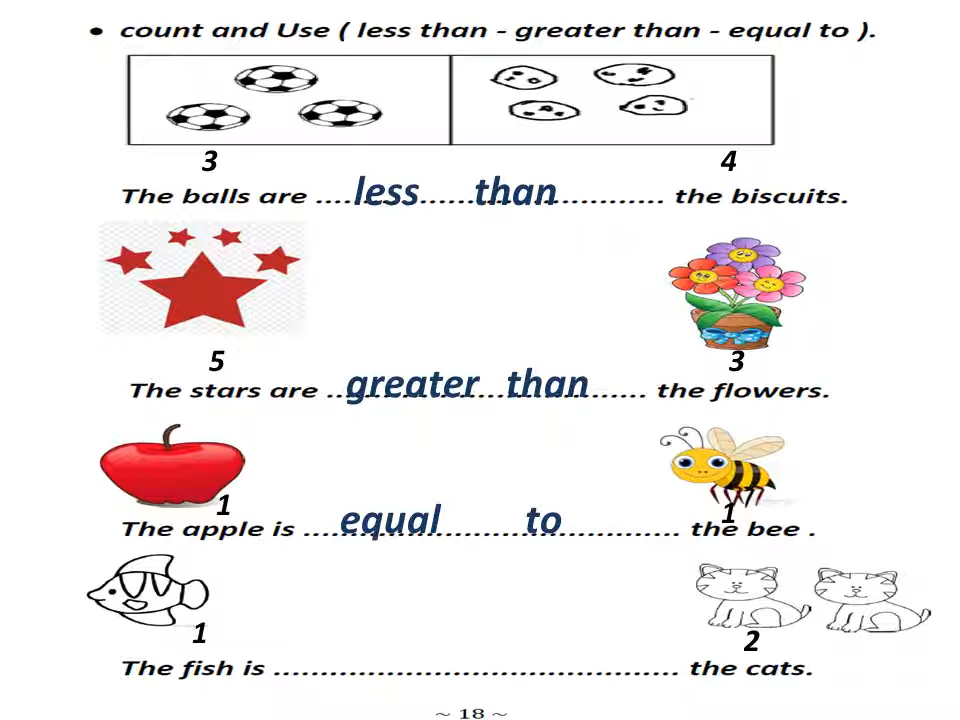 • count and Use ( less than - greater than - equal to ).
3 4
The balls are ....less.....than............ the biscuits.
5 3
The stars are ..greater...than..... the flowers.
1 1
The apple is ....equal........to.......... the bee .
1 2
The fish is ........................................ the cats.
~ 18 ~